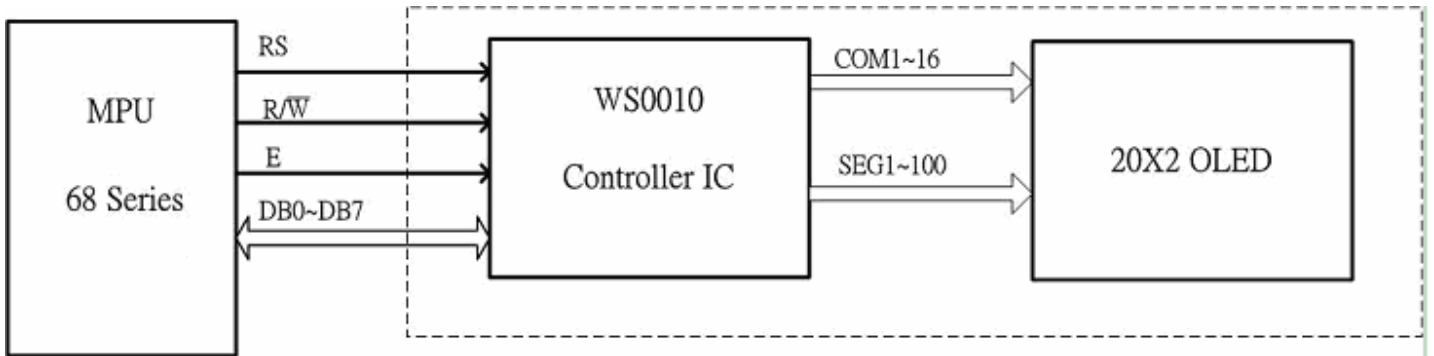 MPU
68 Series
RS
R/W̅
E
DB0~DB7
WS0010
Controller IC
COM1~16
SEG1~100
20X2 OLED